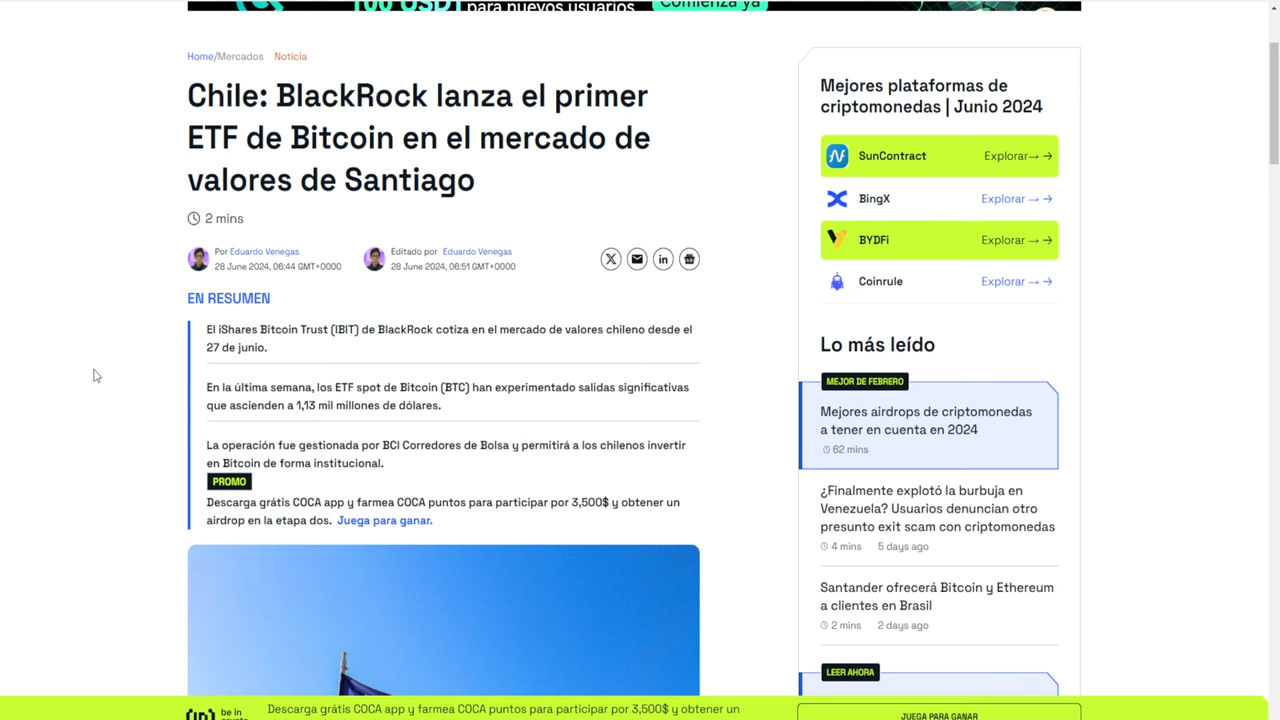 100 USDT para nuevos usuarios Comienza ya
Home/Mercados Noticia
Chile: BlackRock lanza el primer
ETF de Bitcoin en el mercado de
valores de Santiago
2 mins
Por Eduardo Venegas
28 June 2024, 06:44 GMT+0000
Editado por Eduardo Venegas
28 June 2024, 06:51 GMT+0000
EN RESUMEN
El iShares Bitcoin Trust (IBIT) de BlackRock cotiza en el mercado de valores chileno desde el
27 de junio.
En la última semana, los ETF spot de Bitcoin (BTC) han experimentado salidas significativas
que ascienden a 1,13 mil millones de dólares.
La operación fue gestionada por BCI Corredores de Bolsa y permitirá a los chilenos invertir
en Bitcoin de forma institucional.
PROMO
Descarga grátis COCA app y farmea COCA puntos para participar por 3,500$ y obtener un
airdrop en la etapa dos. Juega para ganar.
Mejores plataformas de
criptomonedas | Junio 2024
SunContract Explorar→ →
BingX Explorar → →
BYDFi Explorar → →
Coinrule Explorar → →
Lo más leído
MEJOR DE FEBRERO
Mejores airdrops de criptomonedas
a tener en cuenta en 2024
62 mins
¿Finalmente explotó la burbuja en
Venezuela? Usuarios denuncian otro
presunto exit scam con criptomonedas
4 mins 5 days ago
Santander ofrecerá Bitcoin y Ethereum
a clientes en Brasil
2 mins 2 days ago
LEER AHORA
be in
Descarga grátis COCA app y farmea COCA puntos para participar por 3,500$ y obtener un
JUEGA PARA GANAR